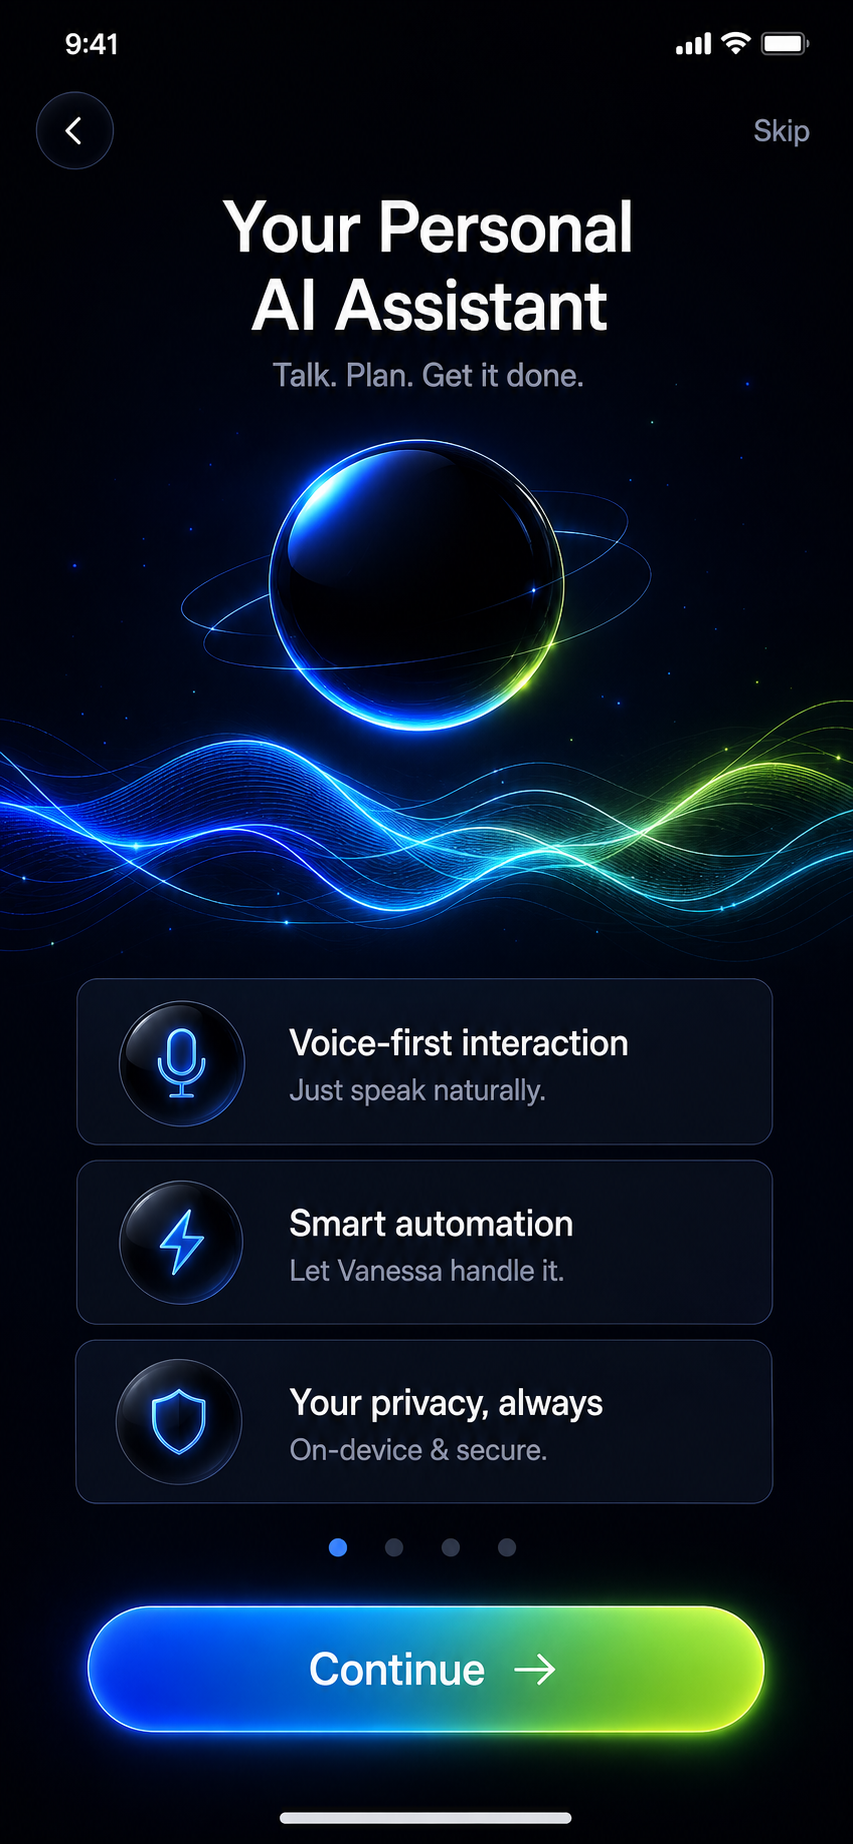 9:41
Skip
Your Personal
AI Assistant
Talk. Plan. Get it done.
Voice-first interaction
Just speak naturally.
Smart automation
Let Vanessa handle it.
Your privacy, always
On-device & secure.
Continue